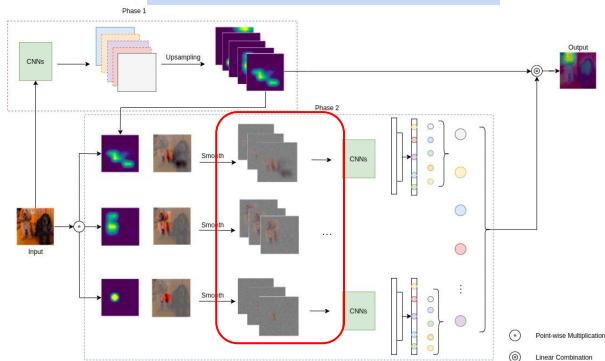 Phase 1
CNNs
Upsampling
Output
Phase 2
Smooth
CNNs
Input
Smooth
...
Smooth
CNNs
Point-wise Multiplication
Linear Combination